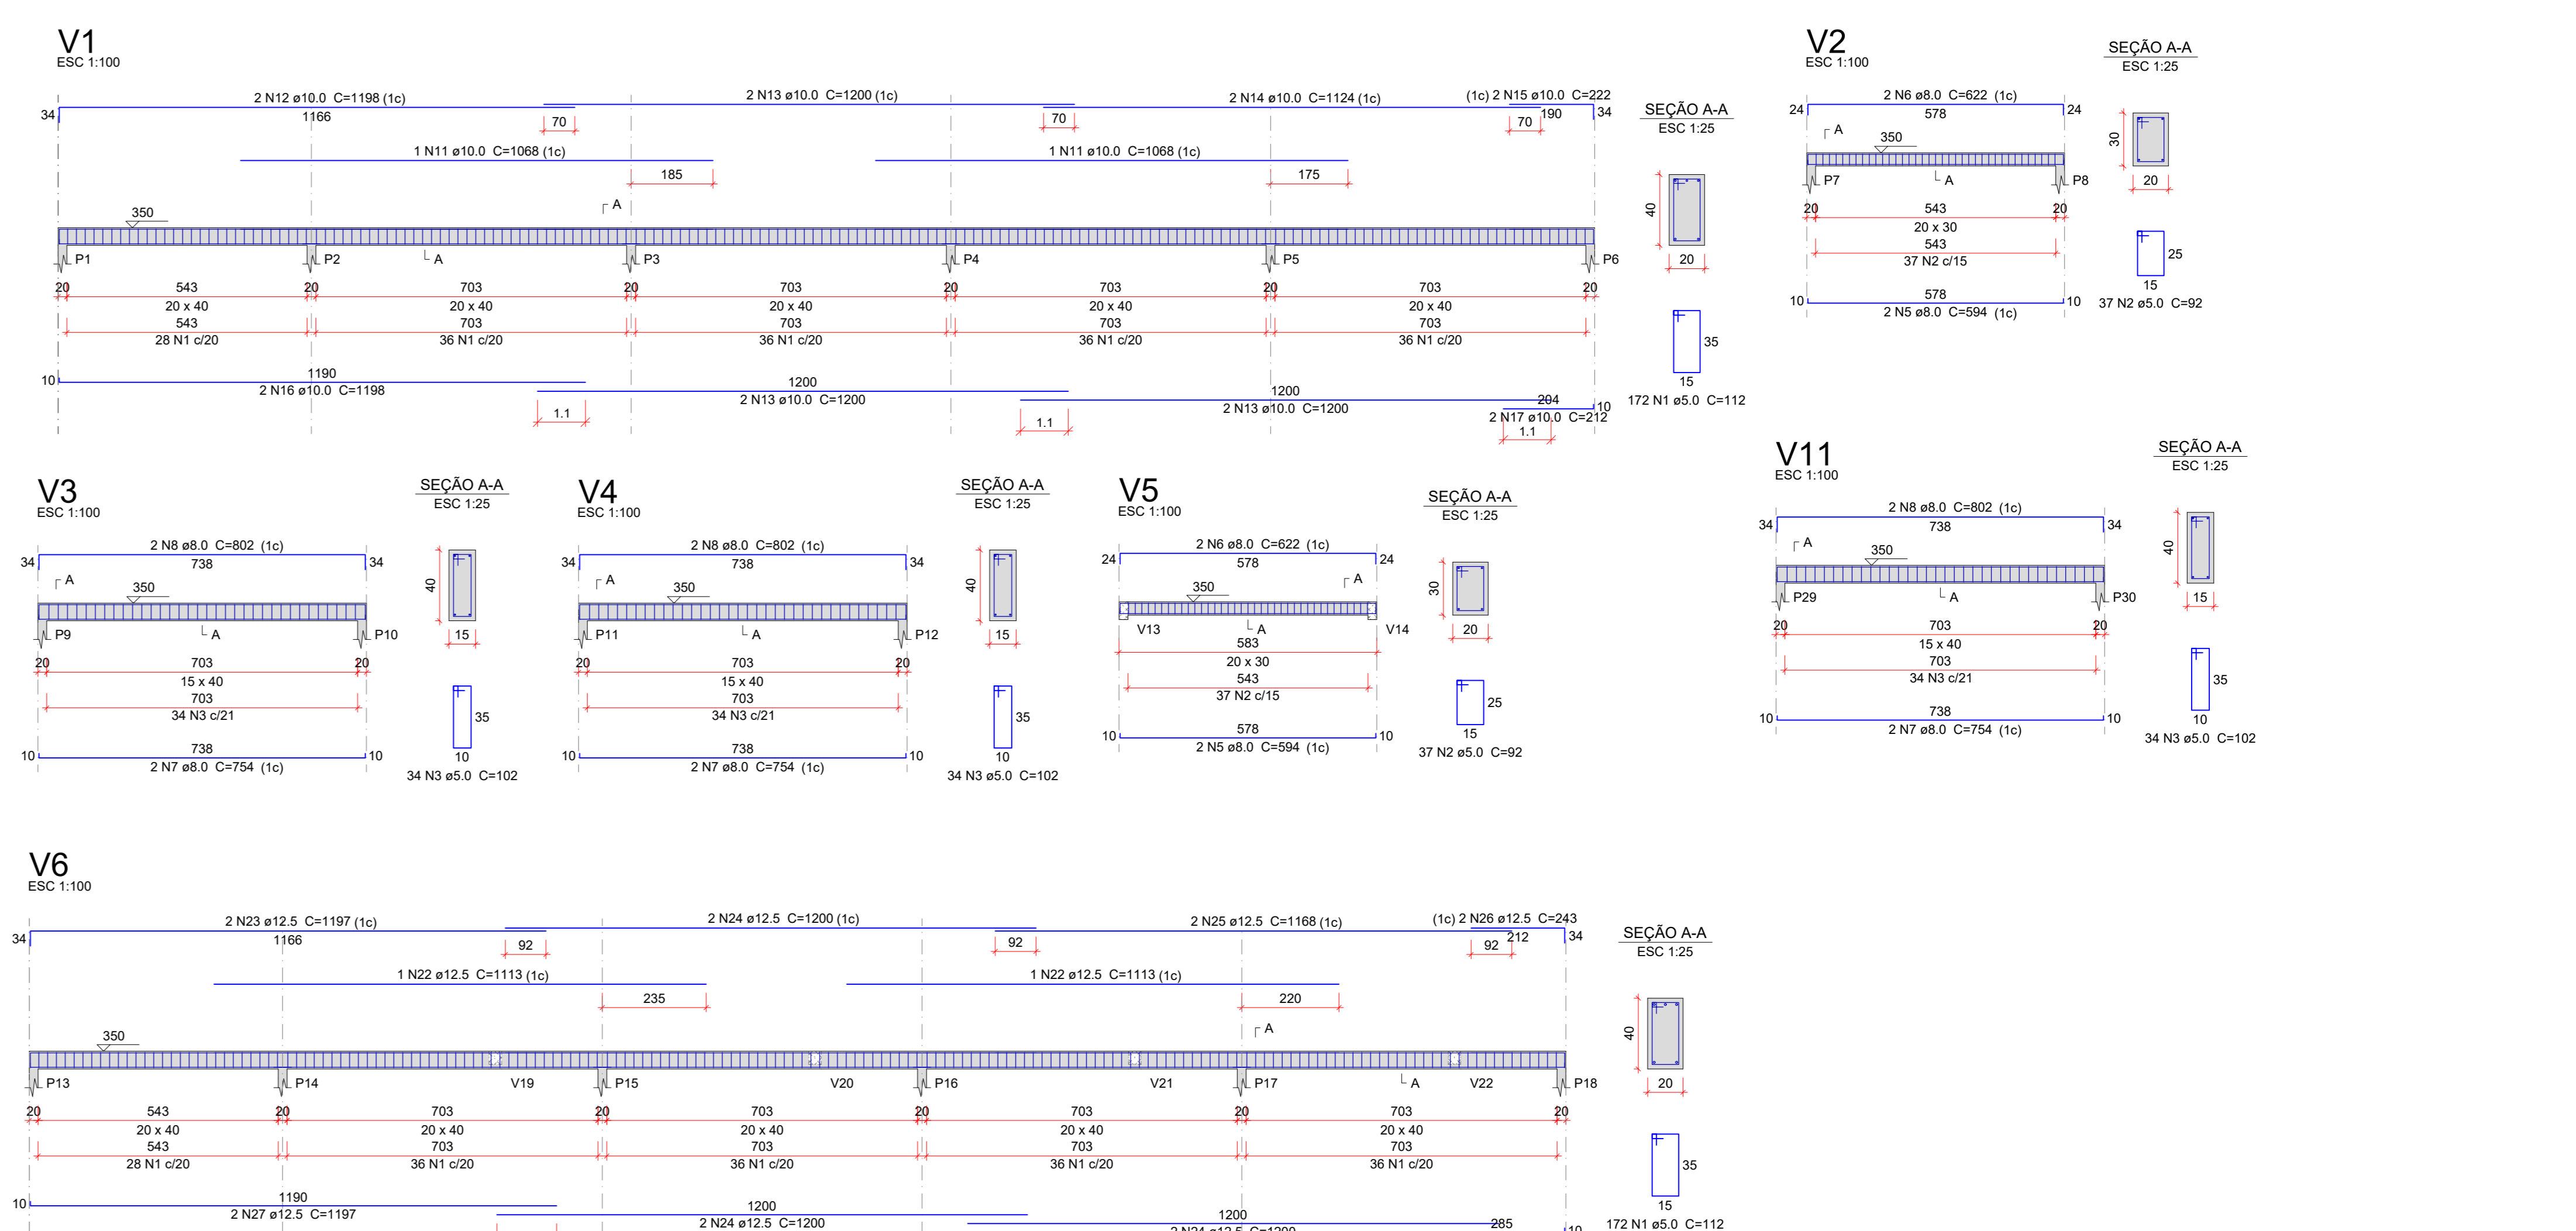 V1
ESC 1:100
2 N12 ø10.0 C=1198 (1c)
2 N13 ø10.0 C=1200 (1c)
2 N14 ø10.0 C=1124 (1c)
(1c) 2 N15 ø10.0 C=222
34
1166
70
70
70
190
34
1 N11 ø10.0 C=1068 (1c)
1 N11 ø10.0 C=1068 (1c)
185
175
A
350
P1
P2
A
P3
P4
P5
P6
20 543 20 703 20 703 20 703 20 703 20
20 x 40
20 x 40
20 x 40
20 x 40
20 x 40
543 703 703 703 703
28 N1 c/20
36 N1 c/20
36 N1 c/20
36 N1 c/20
36 N1 c/20
10
1190
2 N16 ø10.0 C=1198
1200
2 N13 ø10.0 C=1200
1200
2 N13 ø10.0 C=1200
204
10
2 N17 ø10.0 C=212
1.1
1.1
1.1
SEÇÃO A-A
ESC 1:25
40
20
35
15
172 N1 ø5.0 C=112
V2
ESC 1:100
2 N6 ø8.0 C=622 (1c)
24
578
24
A
350
P7
A
P8
20 543 20
20 x 30
543
37 N2 c/15
10
578
10
2 N5 ø8.0 C=594 (1c)
SEÇÃO A-A
ESC 1:25
30
20
25
15
37 N2 ø5.0 C=92
V3
ESC 1:100
2 N8 ø8.0 C=802 (1c)
34
738
34
A
350
P9
A
P10
20 703 20
15 x 40
703
34 N3 c/21
10
738
10
2 N7 ø8.0 C=754 (1c)
SEÇÃO A-A
ESC 1:25
40
15
35
10
34 N3 ø5.0 C=102
V4
ESC 1:100
2 N8 ø8.0 C=802 (1c)
34
738
34
A
350
P11
A
P12
20 703 20
15 x 40
703
34 N3 c/21
10
738
10
2 N7 ø8.0 C=754 (1c)
SEÇÃO A-A
ESC 1:25
40
15
35
10
34 N3 ø5.0 C=102
V5
ESC 1:100
2 N6 ø8.0 C=622 (1c)
24
578
24
A
350
V13
A
V14
583
20 x 30
543
37 N2 c/15
10
578
10
2 N5 ø8.0 C=594 (1c)
SEÇÃO A-A
ESC 1:25
30
20
25
15
37 N2 ø5.0 C=92
V11
ESC 1:100
2 N8 ø8.0 C=802 (1c)
34
738
34
A
350
P29
A
P30
20 703 20
15 x 40
703
34 N3 c/21
10
738
10
2 N7 ø8.0 C=754 (1c)
SEÇÃO A-A
ESC 1:25
40
15
35
10
34 N3 ø5.0 C=102
V6
ESC 1:100
2 N23 ø12.5 C=1197 (1c)
2 N24 ø12.5 C=1200 (1c)
2 N25 ø12.5 C=1168 (1c)
(1c) 2 N26 ø12.5 C=243
34
1166
92
92
92
212
34
1 N22 ø12.5 C=1113 (1c)
1 N22 ø12.5 C=1113 (1c)
235
220
A
350
P13
P14
V19
P15
V20
P16
V21
P17
A
V22
P18
20 543 20 703 20 703 20 703 20 703 20
20 x 40
20 x 40
20 x 40
20 x 40
20 x 40
543 703 703 703 703
28 N1 c/20
36 N1 c/20
36 N1 c/20
36 N1 c/20
36 N1 c/20
10
1190
2 N27 ø12.5 C=1197
1200
2 N24 ø12.5 C=1200
1200
2 N24 ø12.5 C=1200
285
10
SEÇÃO A-A
ESC 1:25
40
20
35
15
172 N1 ø5.0 C=112